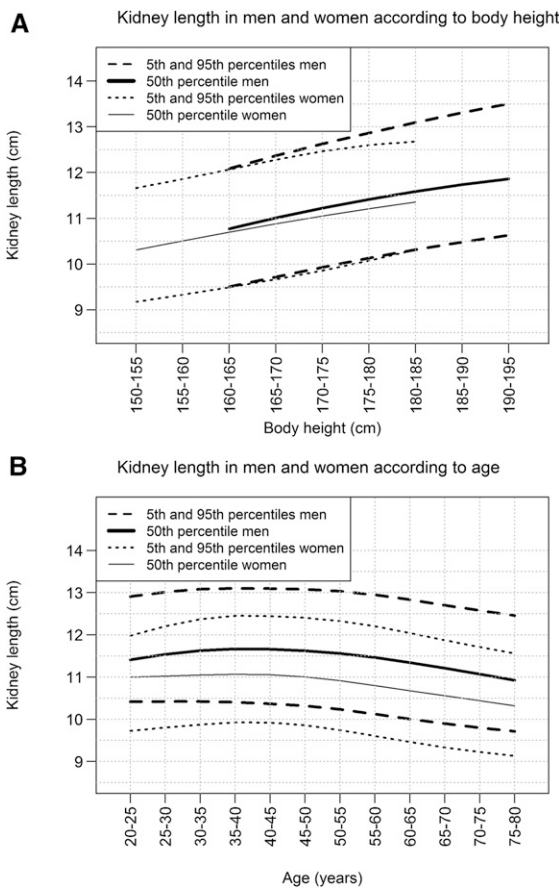 A
Kidney length in men and women according to body height
5th and 95th percentiles men
50th percentile men
5th and 95th percentiles women
50th percentile women
Kidney length (cm)
14
13
12
11
10
9
150-155
155-160
160-165
165-170
170-175
175-180
180-185
185-190
190-195
Body height (cm)
B
Kidney length in men and women according to age
5th and 95th percentiles men
50th percentile men
5th and 95th percentiles women
50th percentile women
Kidney length (cm)
14
13
12
11
10
9
20-25
25-30
30-35
35-40
40-45
45-50
50-55
55-60
60-65
65-70
70-75
75-80
Age (years)